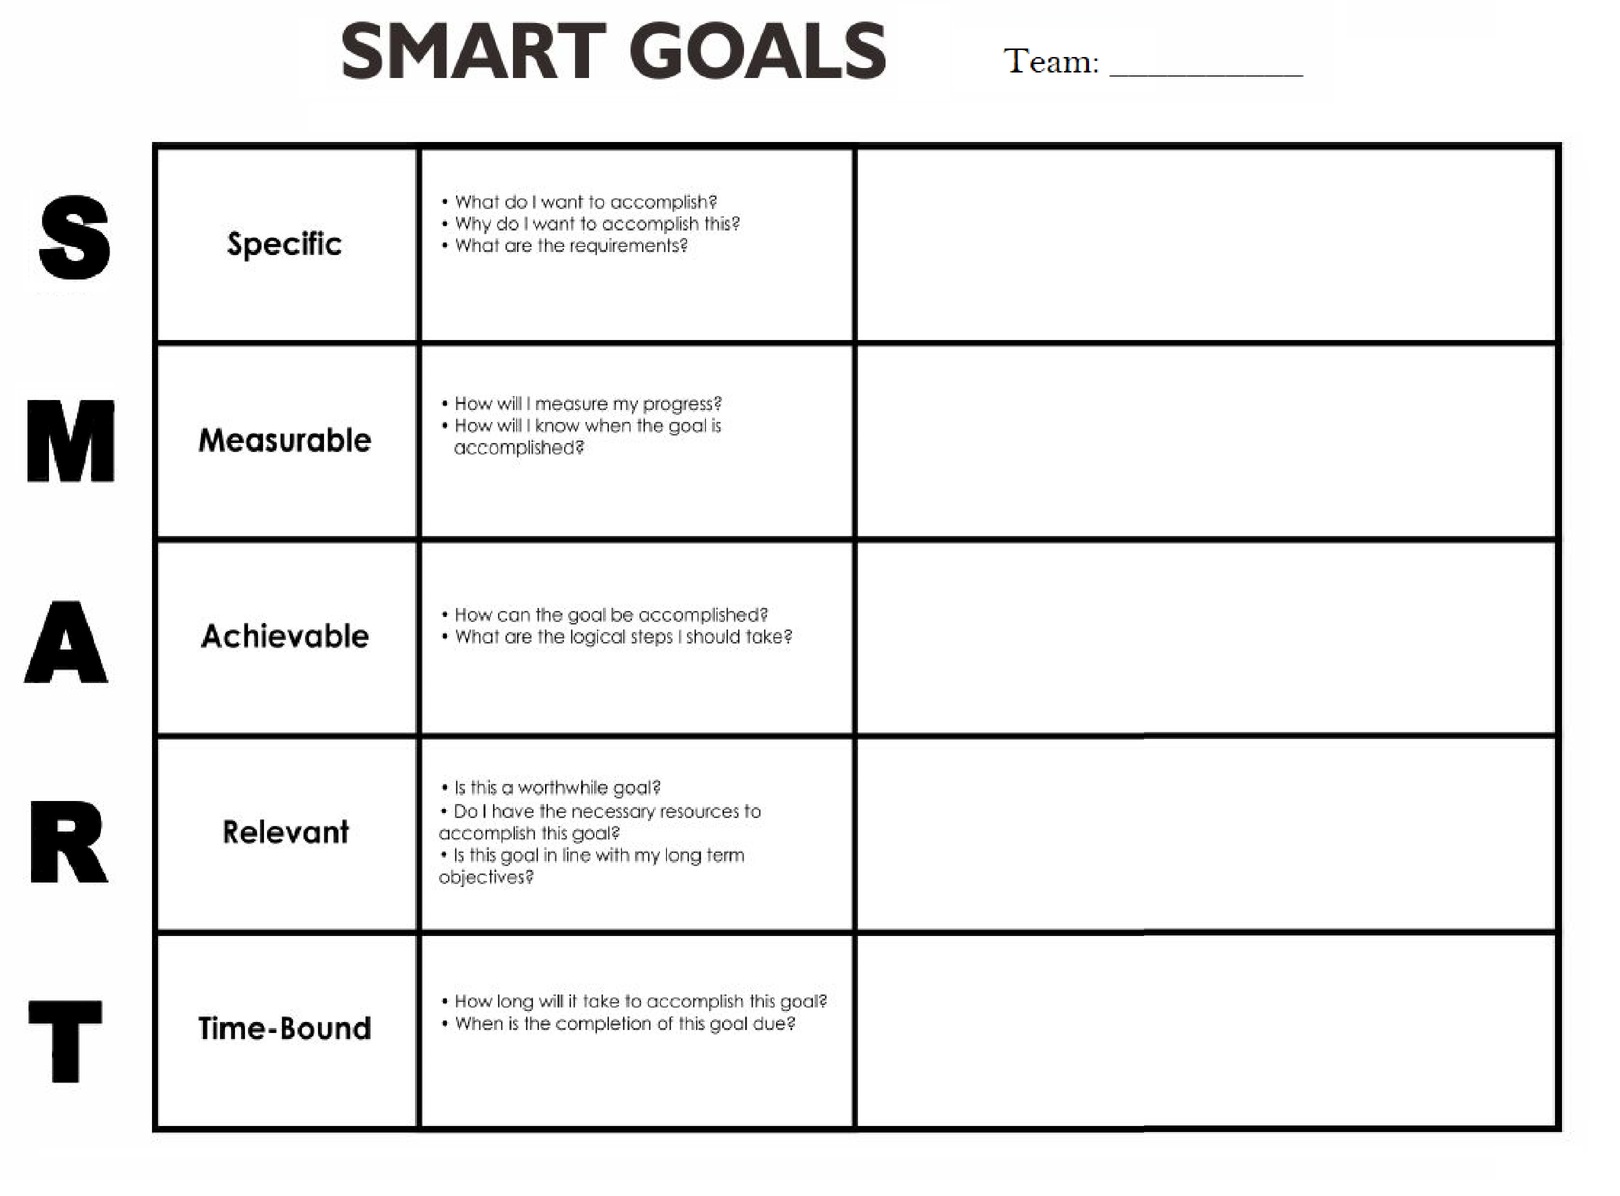 SMART GOALS Team: ___________
S
Specific
• What do I want to accomplish?
• Why do I want to accomplish this?
• What are the requirements?
M
Measurable
• How will I measure my progress?
• How will I know when the goal is
accomplished?
A
Achievable
• How can the goal be accomplished?
• What are the logical steps I should take?
R
Relevant
• Is this a worthwhile goal?
• Do I have the necessary resources to
accomplish this goal?
• Is this goal in line with my long term
objectives?
T
Time-Bound
• How long will it take to accomplish this goal?
• When is the completion of this goal due?